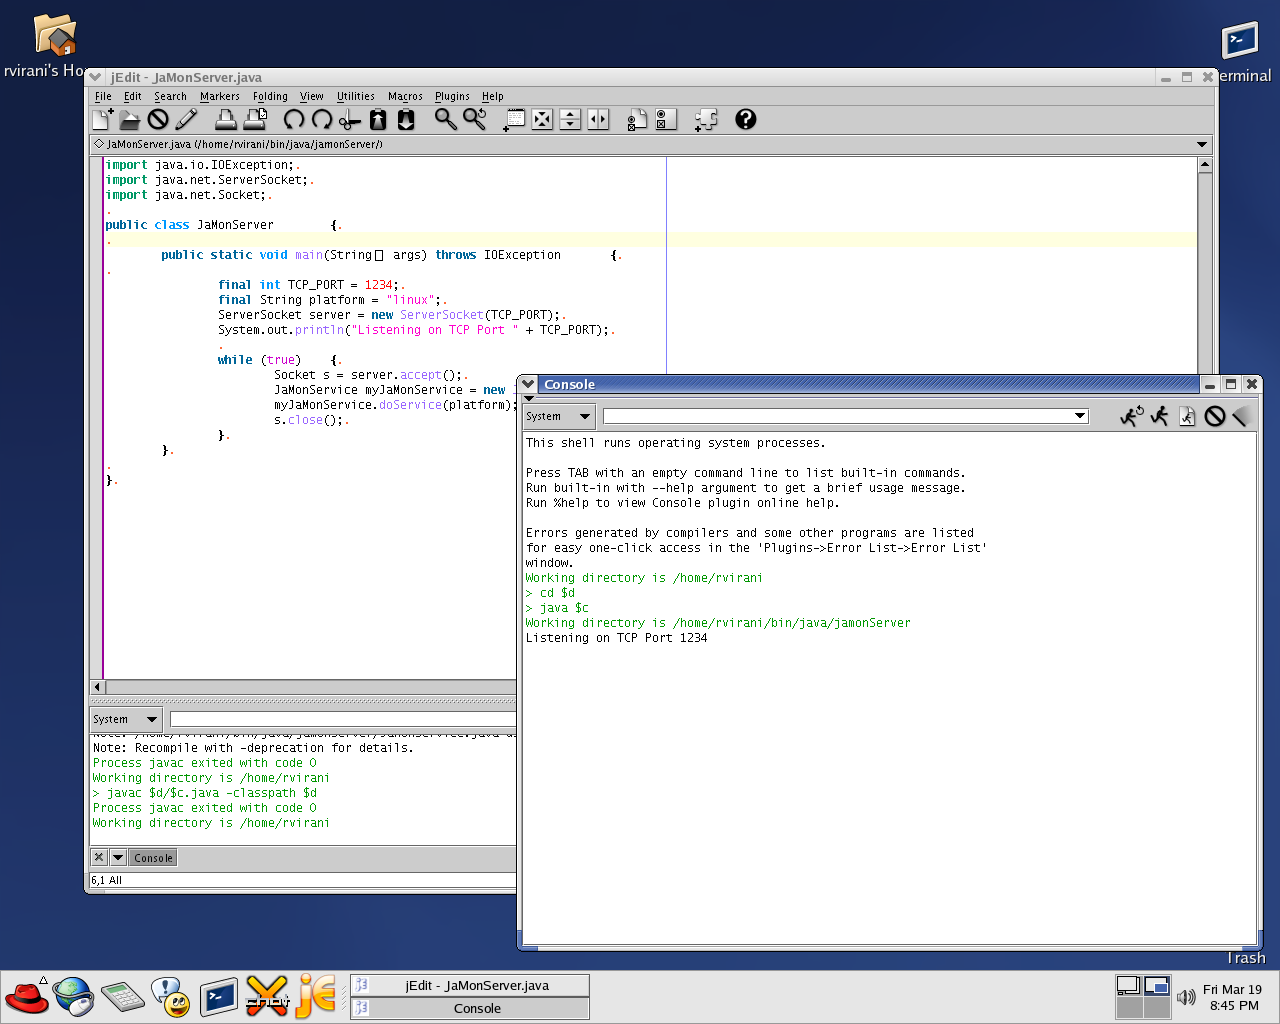 rvirani's Ho
erminal
jEdit - JaMonServer.java
File Edit Search Markers Folding View Utilities Macros Plugins Help
JaMonServer.java (/home/rvirani/bin/java/jamonServer/)
import java.io.IOException;.
import java.net.ServerSocket;.
import java.net.Socket;.
.
public class JaMonServer {.
.
public static void main(String[] args) throws IOException {.
.
final int TCP_PORT = 1234;.
final String platform = "linux";.
ServerSocket server = new ServerSocket(TCP_PORT);.
System.out.println("Listening on TCP Port " + TCP_PORT);.
.
while (true) {.
Socket s = server.accept();.
JaMonService myJaMonService = new
myJaMonService.doService(platform);
s.close();.
}.
}.
.
}.
System
Note: Recompile with -deprecation for details.
Process javac exited with code 0
Working directory is /home/rvirani
> javac $d/$c.java -classpath $d
Process javac exited with code 0
Working directory is /home/rvirani
Console
6,1 All
Console
System
This shell runs operating system processes.
Press TAB with an empty command line to list built-in commands.
Run built-in with --help argument to get a brief usage message.
Run %help to view Console plugin online help.
Errors generated by compilers and some other programs are listed
for easy one-click access in the 'Plugins->Error List->Error List'
window.
Working directory is /home/rvirani
> cd $d
> java $c
Working directory is /home/rvirani/bin/java/jamonServer
Listening on TCP Port 1234
Trash
X
chat
jE
jEdit - JaMonServer.java
Console
Fri Mar 19
8:45 PM